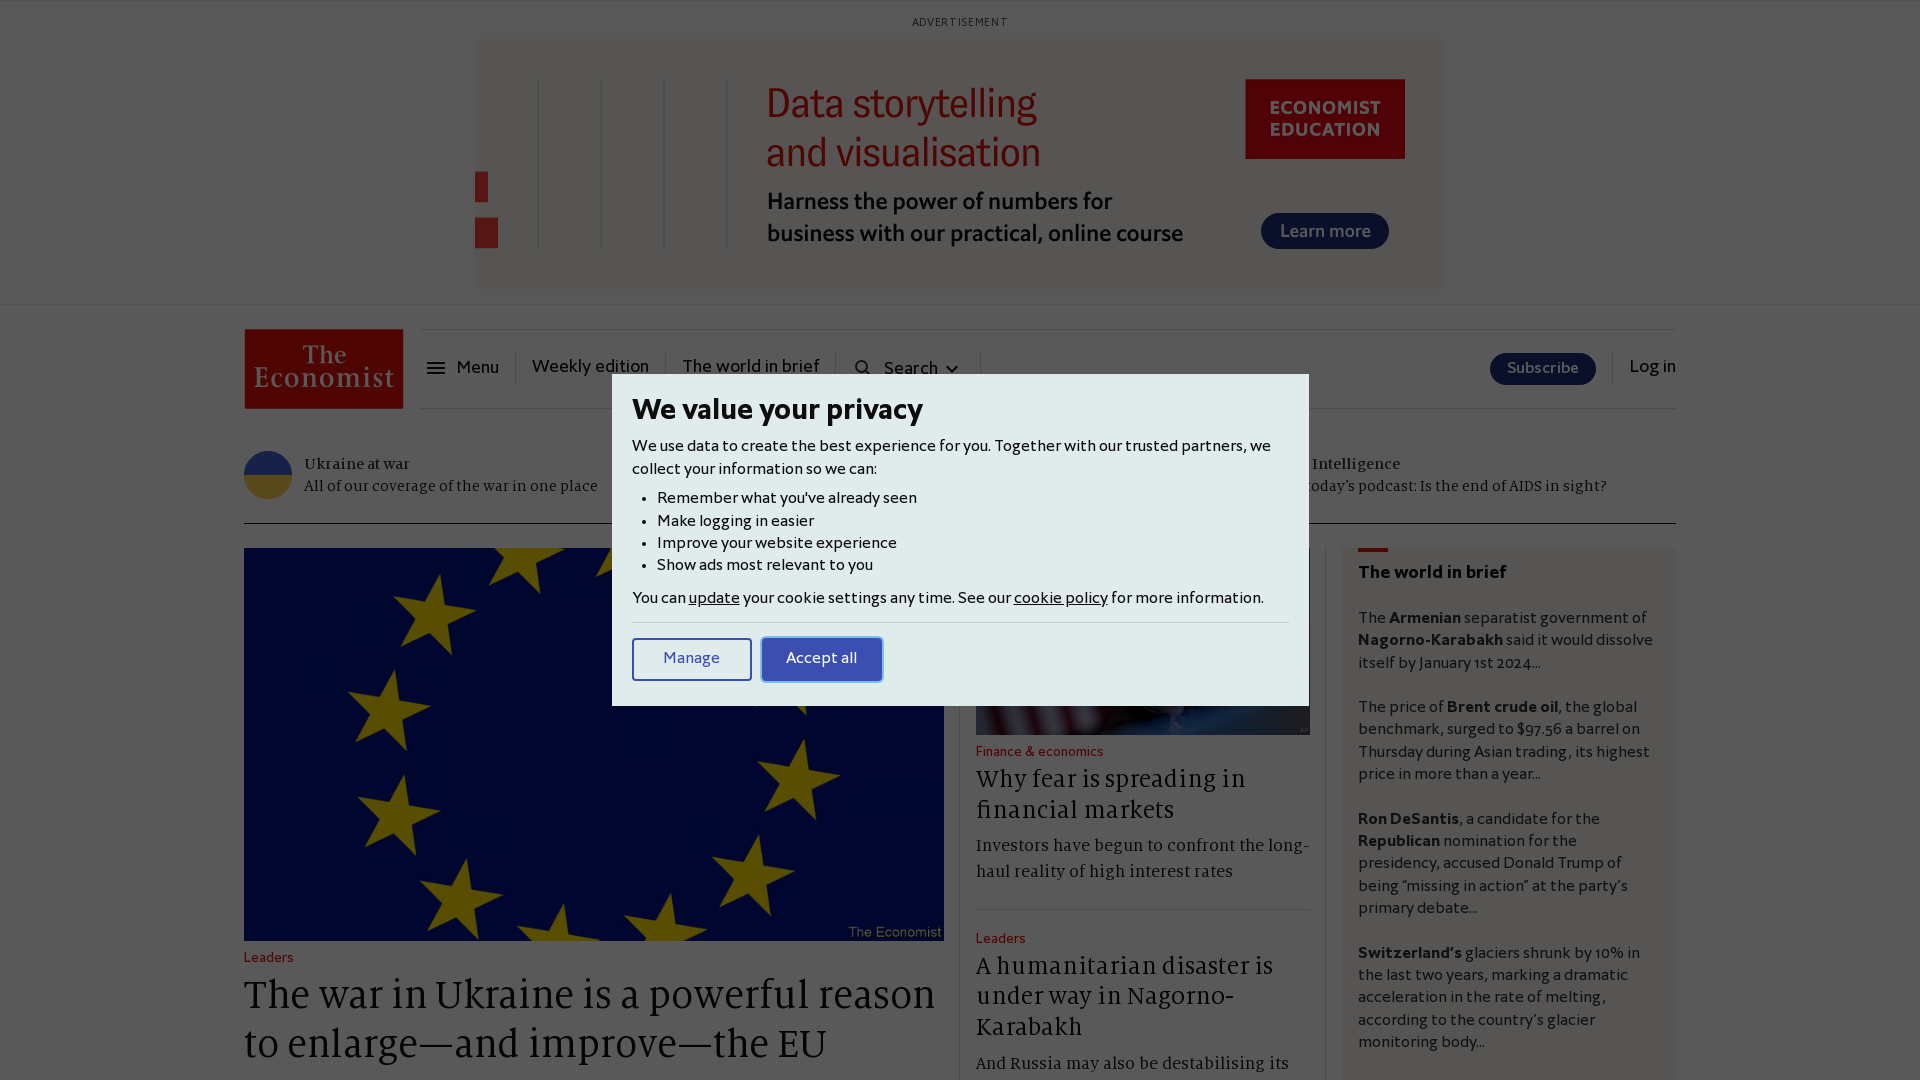 ADVERTISEMENT
Data storytelling
and visualisation
Harness the power of numbers for
business with our practical, online course
ECONOMIST
EDUCATION
Learn more
The
Economist
Menu
Weekly edition
The world in brief
Search
Subscribe
Log in
Ukraine at war
All of our coverage of the war in one place
Intelligence
today's podcast: Is the end of AIDS in sight?
We value your privacy
We use data to create the best experience for you. Together with our trusted partners, we
collect your information so we can:
• Remember what you've already seen
• Make logging in easier
• Improve your website experience
• Show ads most relevant to you
You can update your cookie settings any time. See our cookie policy for more information.
Manage
Accept all
The Economist
Leaders
The war in Ukraine is a powerful reason
to enlarge—and improve—the EU
Finance & economics
Why fear is spreading in
financial markets
Investors have begun to confront the long-
haul reality of high interest rates
Leaders
A humanitarian disaster is
under way in Nagorno-
Karabakh
And Russia may also be destabilising its
The world in brief
The Armenian separatist government of
Nagorno-Karabakh said it would dissolve
itself by January 1st 2024...
The price of Brent crude oil, the global
benchmark, surged to $97.56 a barrel on
Thursday during Asian trading, its highest
price in more than a year...
Ron DeSantis, a candidate for the
Republican nomination for the
presidency, accused Donald Trump of
being “missing in action” at the party’s
primary debate...
Switzerland’s glaciers shrunk by 10% in
the last two years, marking a dramatic
acceleration in the rate of melting,
according to the country’s glacier
monitoring body...